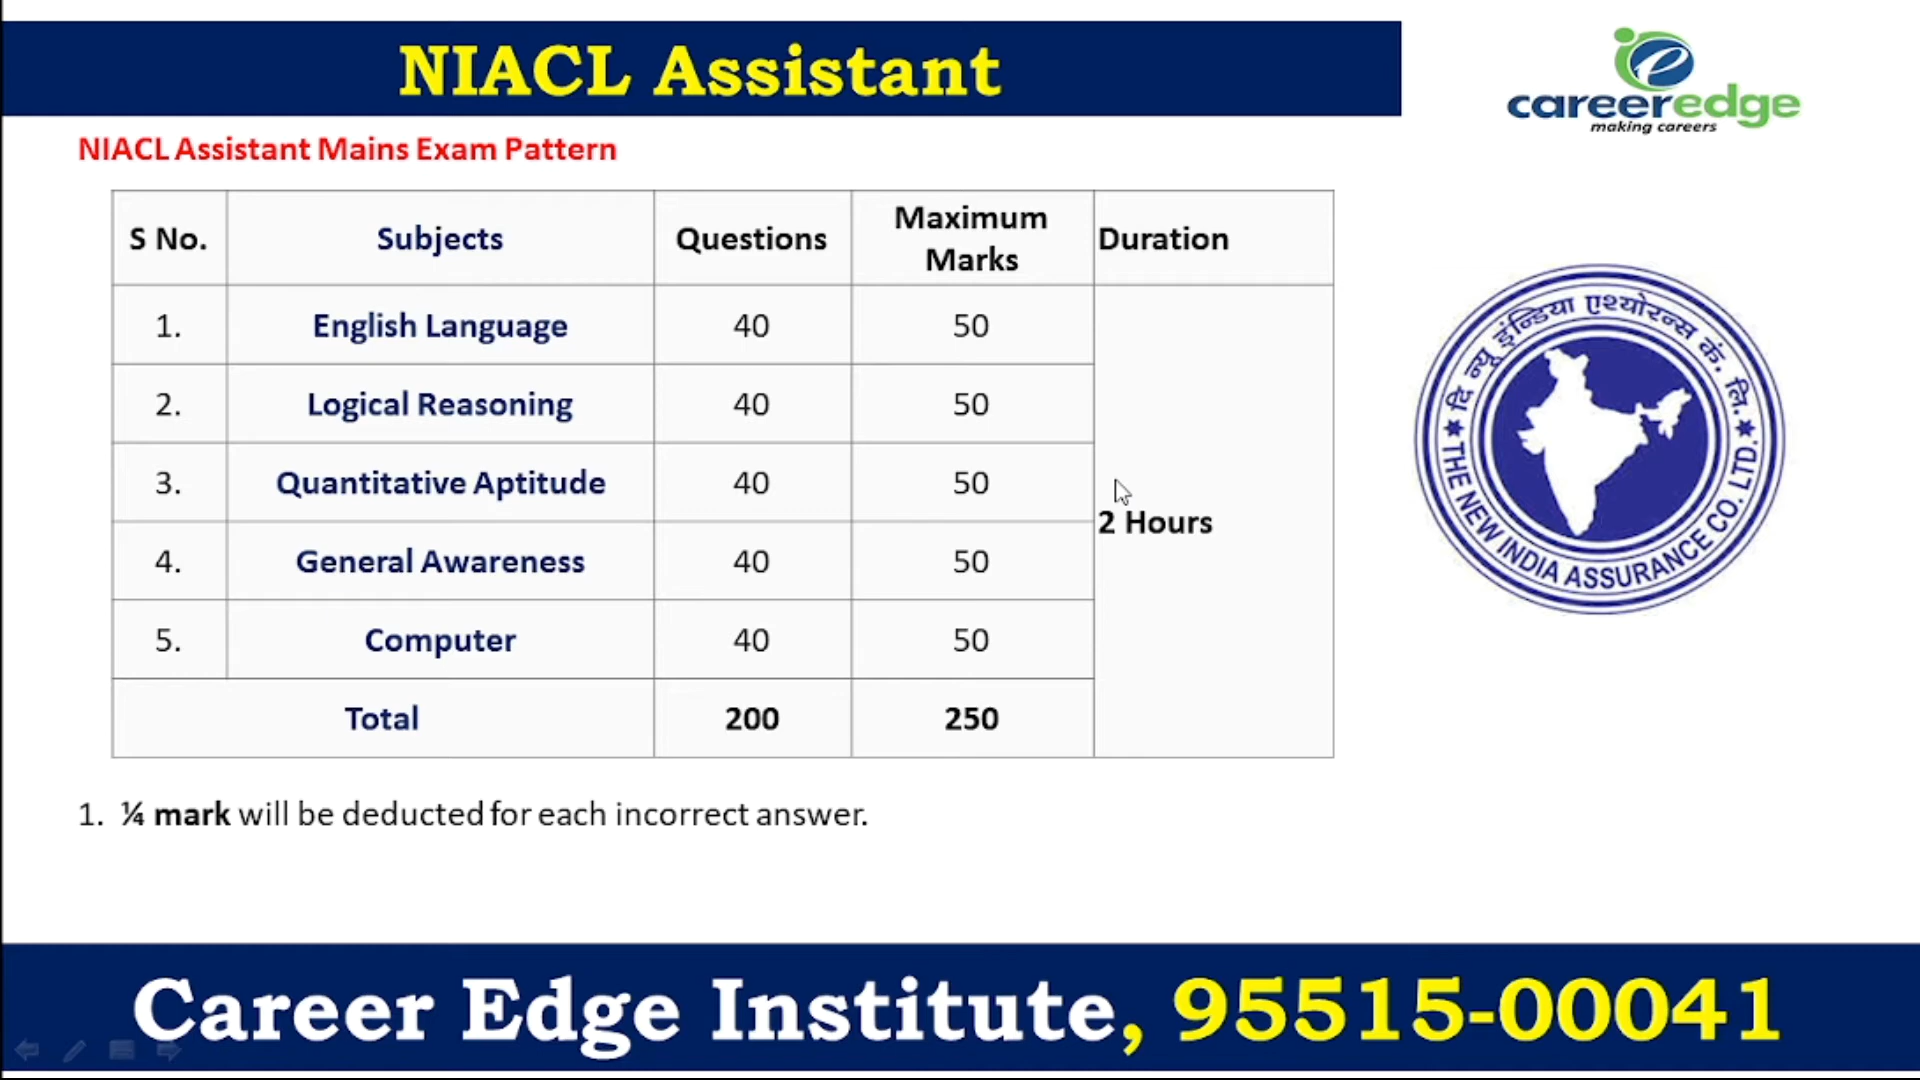 NIACL Assistant
careeredge
making careers
NIACL Assistant Mains Exam Pattern
S No. Subjects Questions Maximum Marks Duration
1. English Language 40 50
2. Logical Reasoning 40 50
3. Quantitative Aptitude 40 50
2 Hours
4. General Awareness 40 50
5. Computer 40 50
Total 200 250
दि न्यू इंन्डिया एश्योरन्स कं. लि.
THE NEW INDIA ASSURANCE CO. LTD.
1. ¼ mark will be deducted for each incorrect answer.
Career Edge Institute, 95515-00041